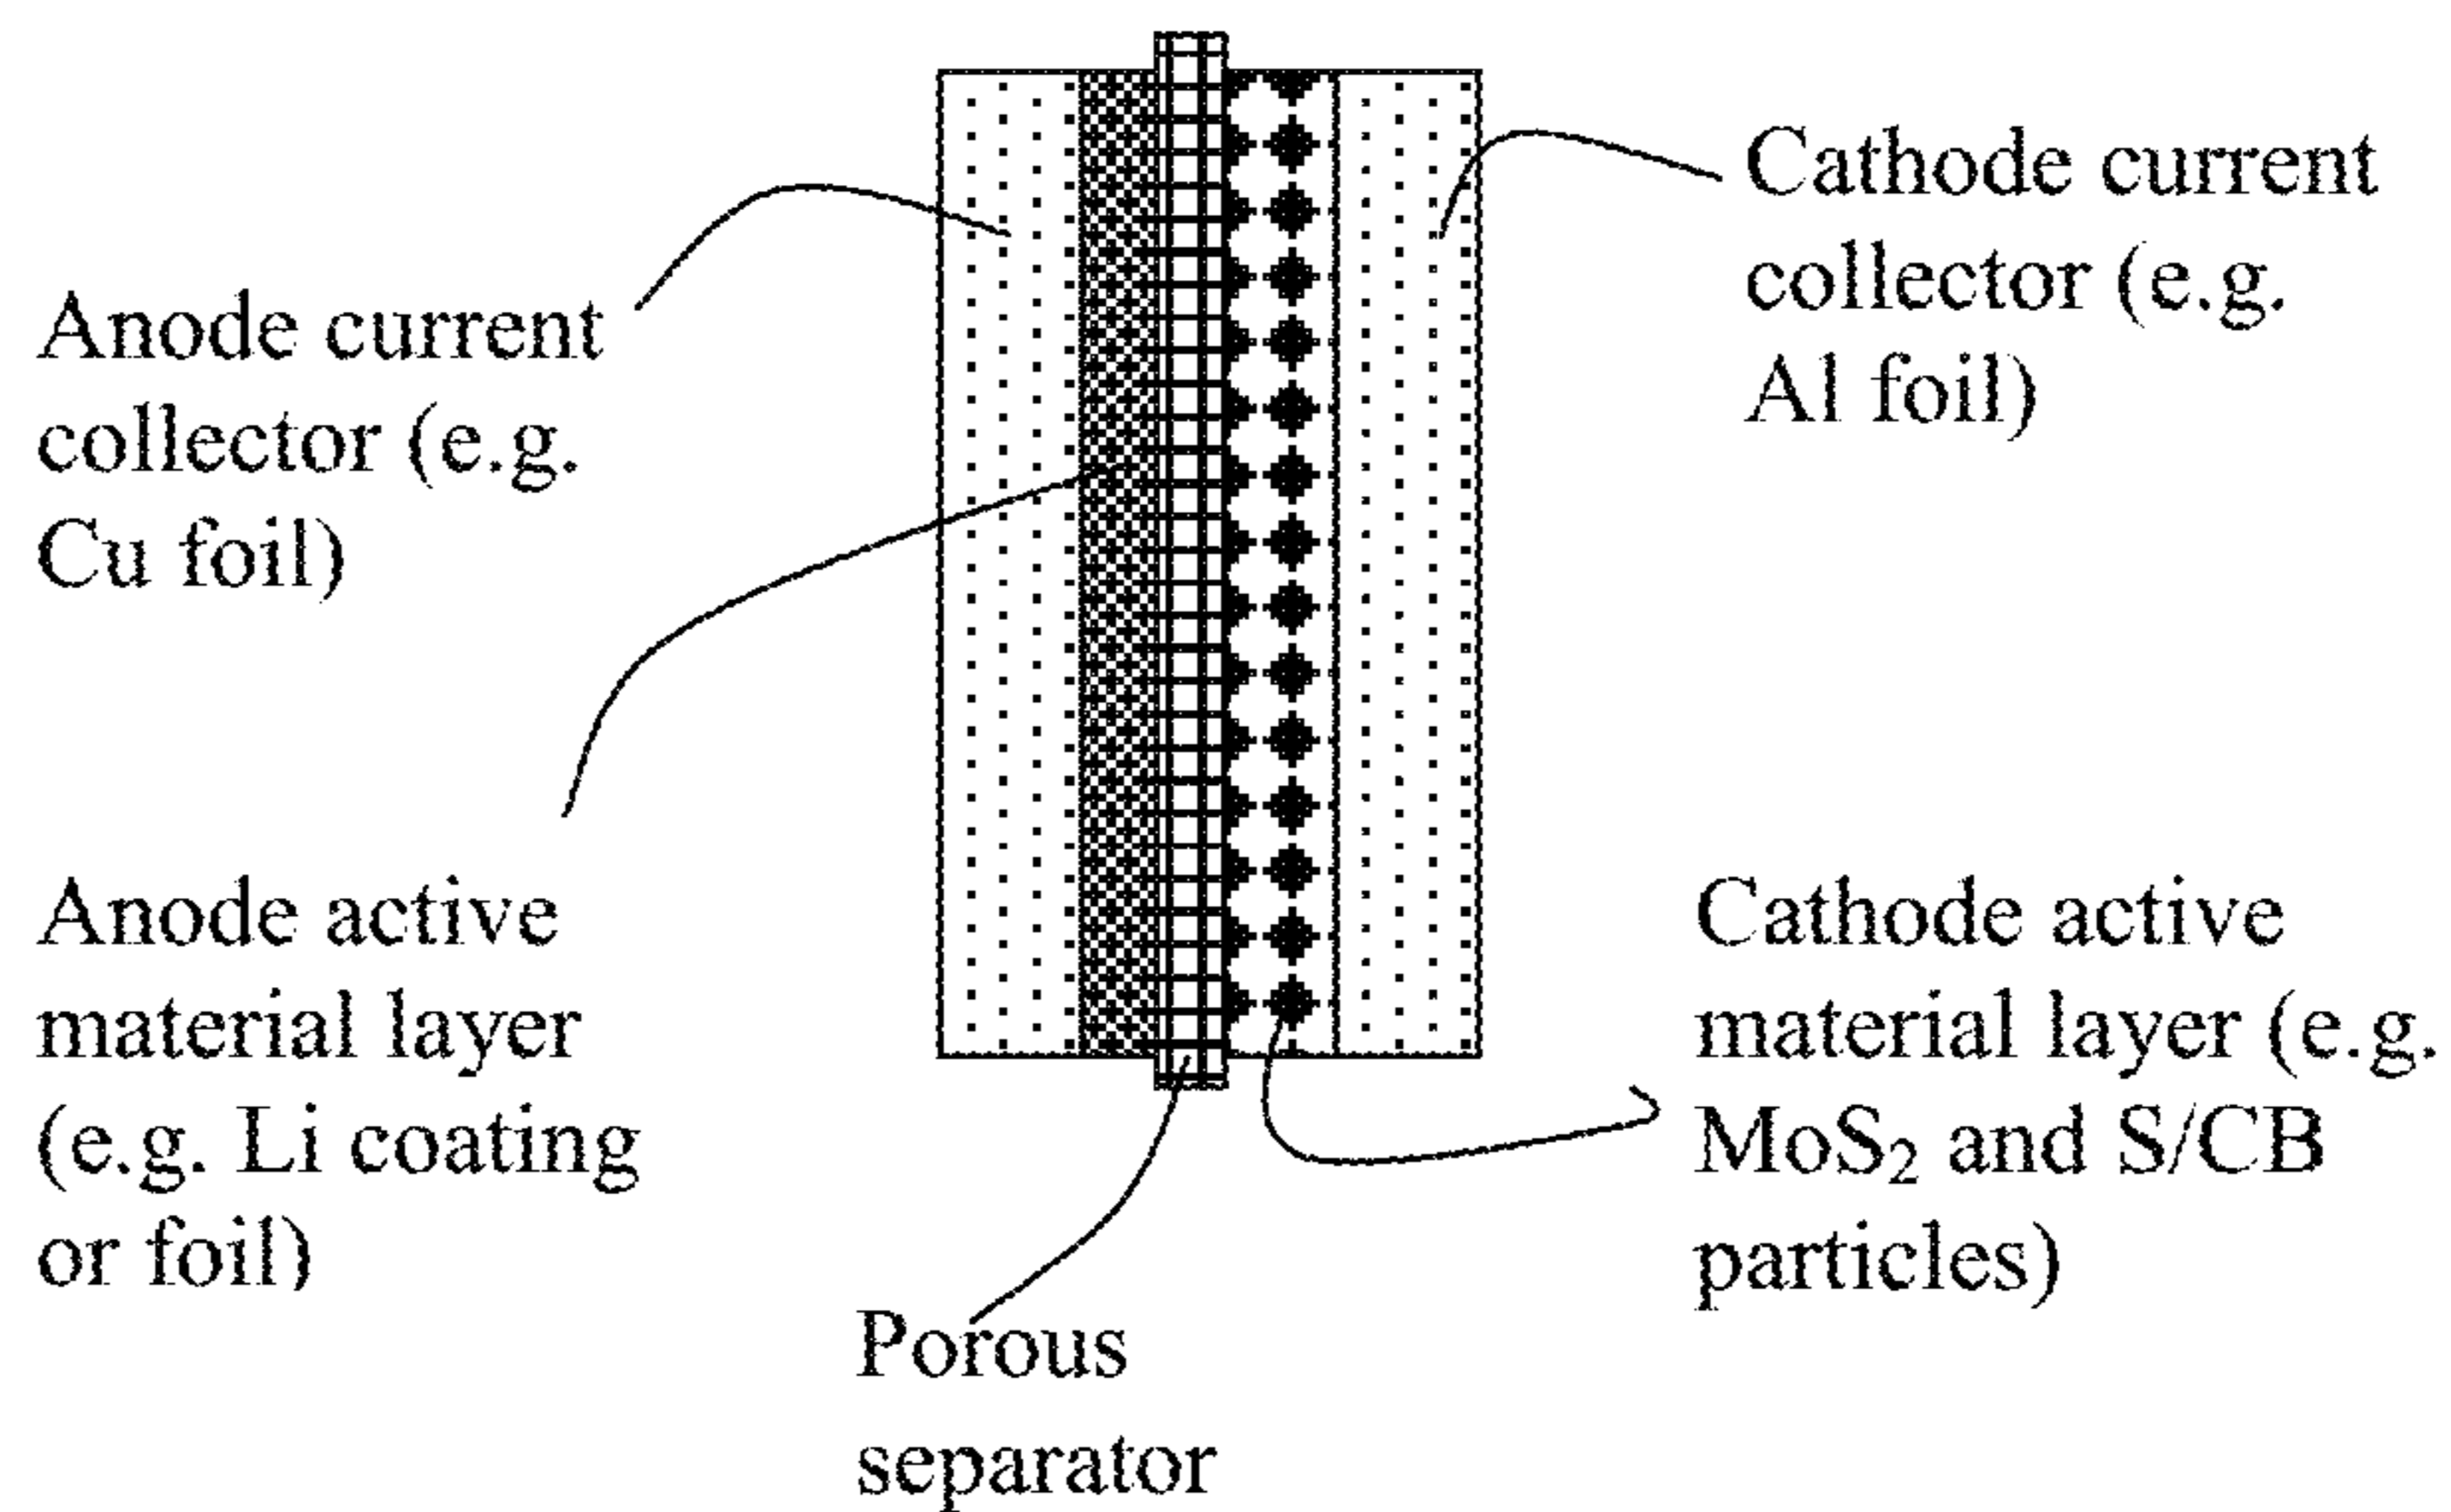 Anode current
collector (e.g.
Cu foil)
Anode active
material layer
(e.g. Li coating
or foil)
Porous
separator
Cathode current
collector (e.g.
Al foil)
Cathode active
material layer (e.g.
MoS₂ and S/CB
particles)